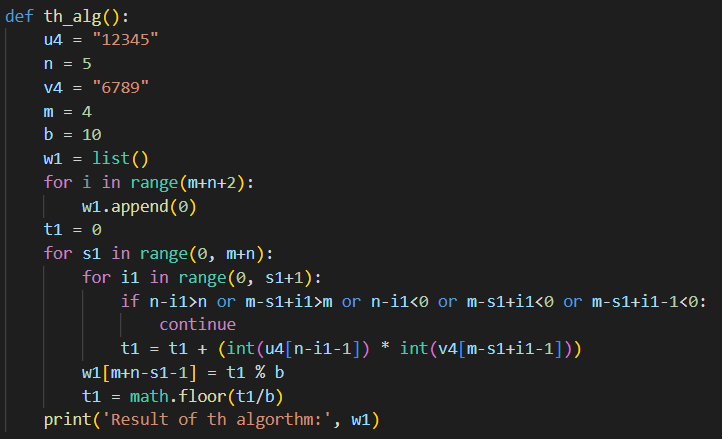 def th_alg():
    u4 = "12345"
    n = 5
    v4 = "6789"
    m = 4
    b = 10
    w1 = list()
    for i in range(m+n+2):
        w1.append(0)
    t1 = 0
    for s1 in range(0, m+n):
        for i1 in range(0, s1+1):
            if n-i1>n or m-s1+i1>m or n-i1<0 or m-s1+i1<0 or m-s1+i1-1<0:
                continue
            t1 = t1 + (int(u4[n-i1-1]) * int(v4[m-s1+i1-1]))
        w1[m+n-s1-1] = t1 % b
        t1 = math.floor(t1/b)
    print('Result of th algorthm:', w1)